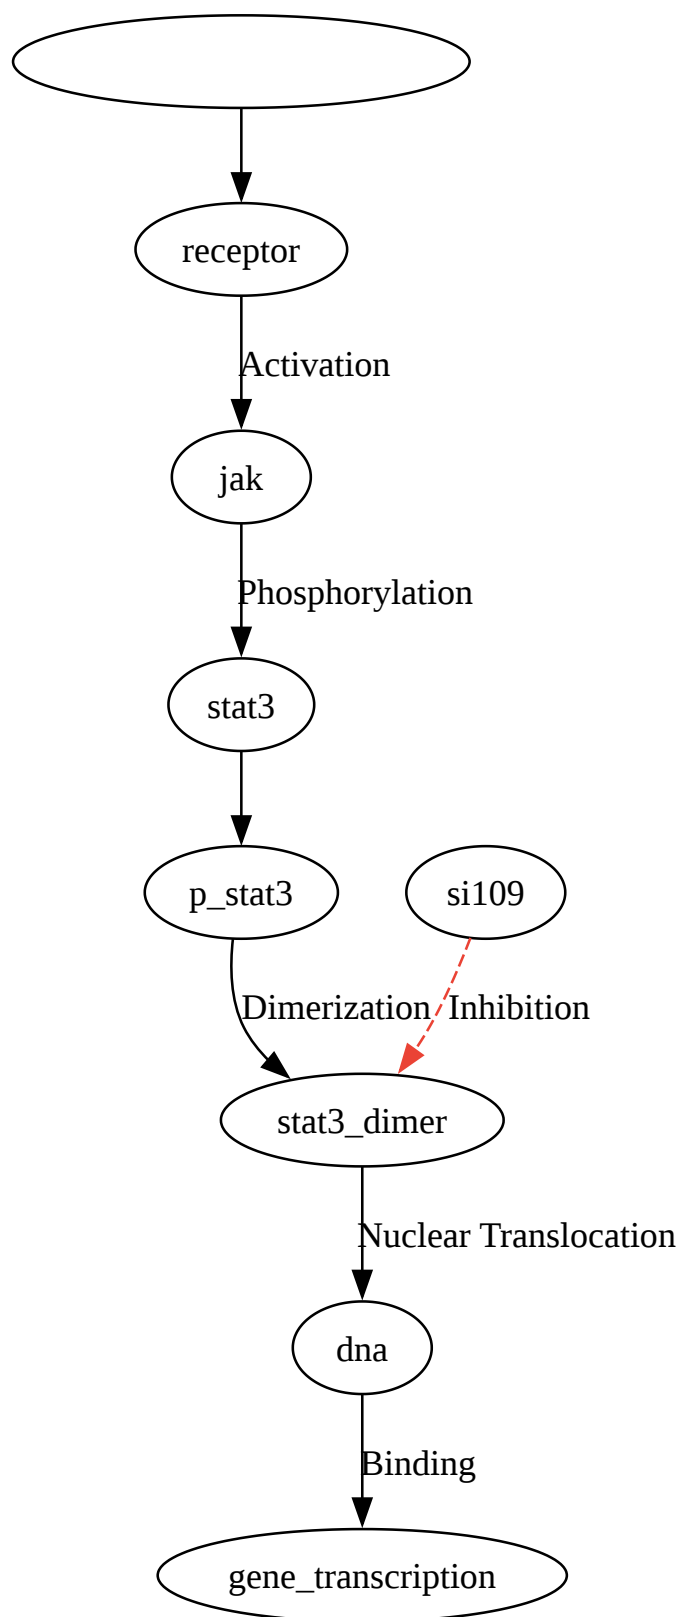 receptor
Activation
jak
Phosphorylation
stat3
p_stat3
si109
Dimerization
Inhibition
stat3_dimer
Nuclear Translocation
dna
Binding
gene_transcription